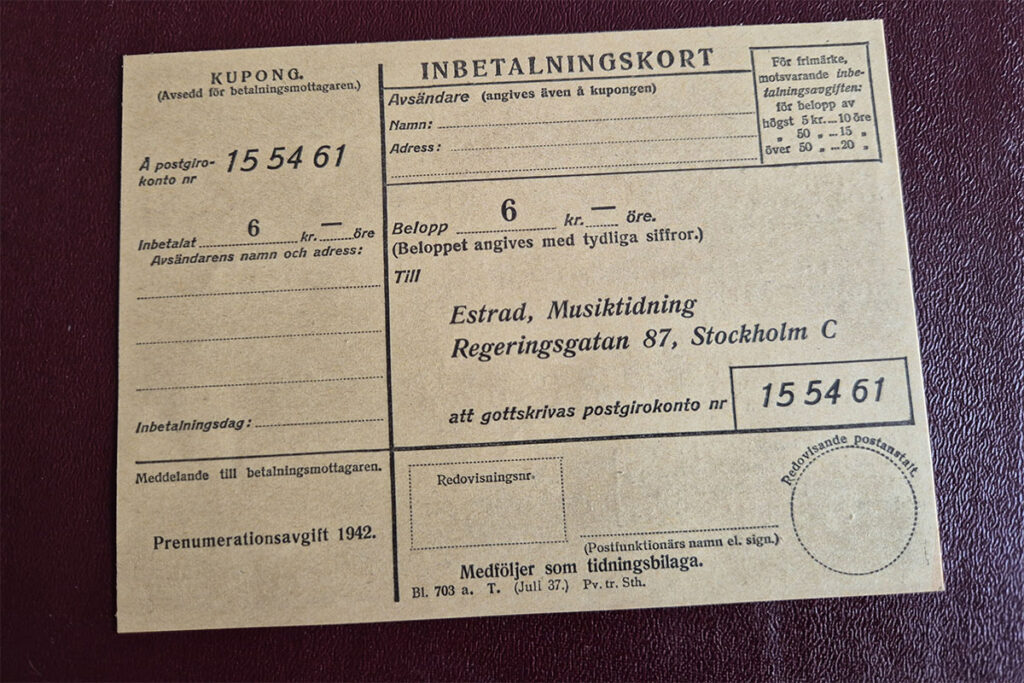 KUPONG.
(Avsedd för betalningsmottagaren.)
Å postgiro-
konto nr 15 54 61
Inbetalat 6 kr. — öre
Avsändarens namn och adress:
Inbetalningsdag:
Meddelande till betalningsmottagaren.
Prenumerationsavgift 1942.
INBETALNINGSKORT
Avsändare (angives även å kupongen)
Namn:
Adress:
För frimärke,
motsvarande inbe-
talningsavgiften:
för belopp av
högst 5 kr. ... 10 öre
„ 50 „ ... 15 „
över 50 „ ... 20 „
Belopp 6 kr. — öre.
(Beloppet angives med tydliga siffror.)
Till
Estrad, Musiktidning
Regeringsgatan 87, Stockholm C
att gottskrivas postgirokonto nr 15 54 61
Redovisningsnr.
Redovisande postanstalt.
(Postfunktionärs namn el. sign.)
Medföljer som tidningsbilaga.
Bl. 703 a. T. (Juli 37.) Pv. tr. Sth.